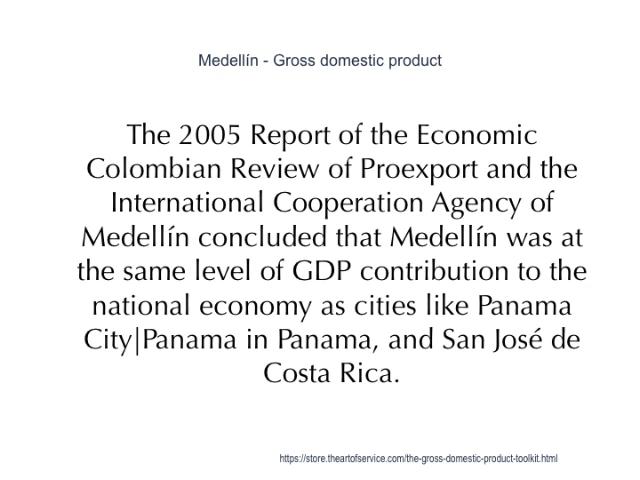 Medellín - Gross domestic product
The 2005 Report of the Economic
Colombian Review of Proexport and the
International Cooperation Agency of
Medellín concluded that Medellín was at
the same level of GDP contribution to the
national economy as cities like Panama
City|Panama in Panama, and San José de
Costa Rica.
https://store.theartofservice.com/the-gross-domestic-product-toolkit.html